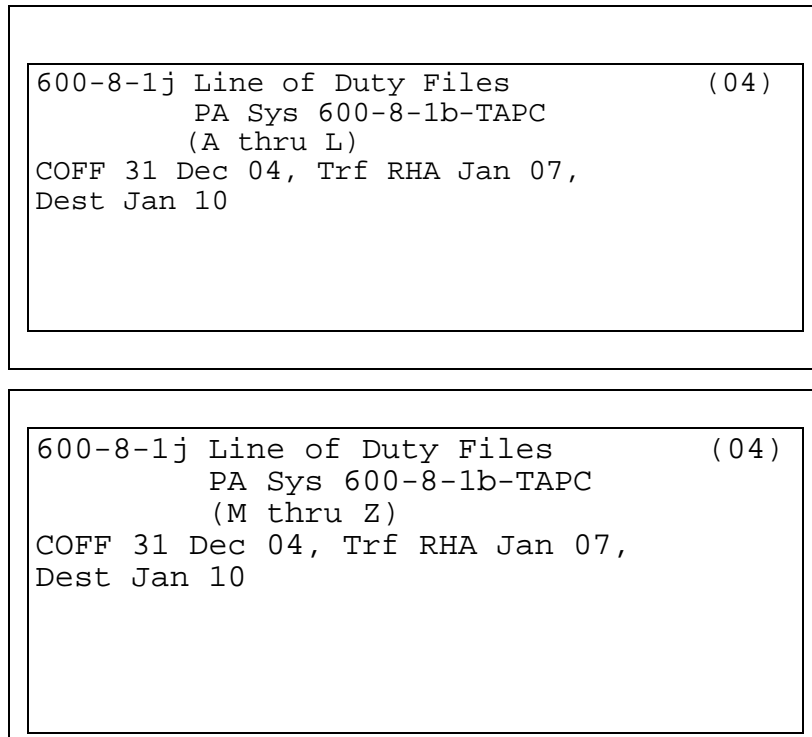 600-8-1j Line of Duty Files (04)
PA Sys 600-8-1b-TAPC
(A thru L)
COFF 31 Dec 04, Trf RHA Jan 07,
Dest Jan 10
600-8-1j Line of Duty Files (04)
PA Sys 600-8-1b-TAPC
(M thru Z)
COFF 31 Dec 04, Trf RHA Jan 07,
Dest Jan 10